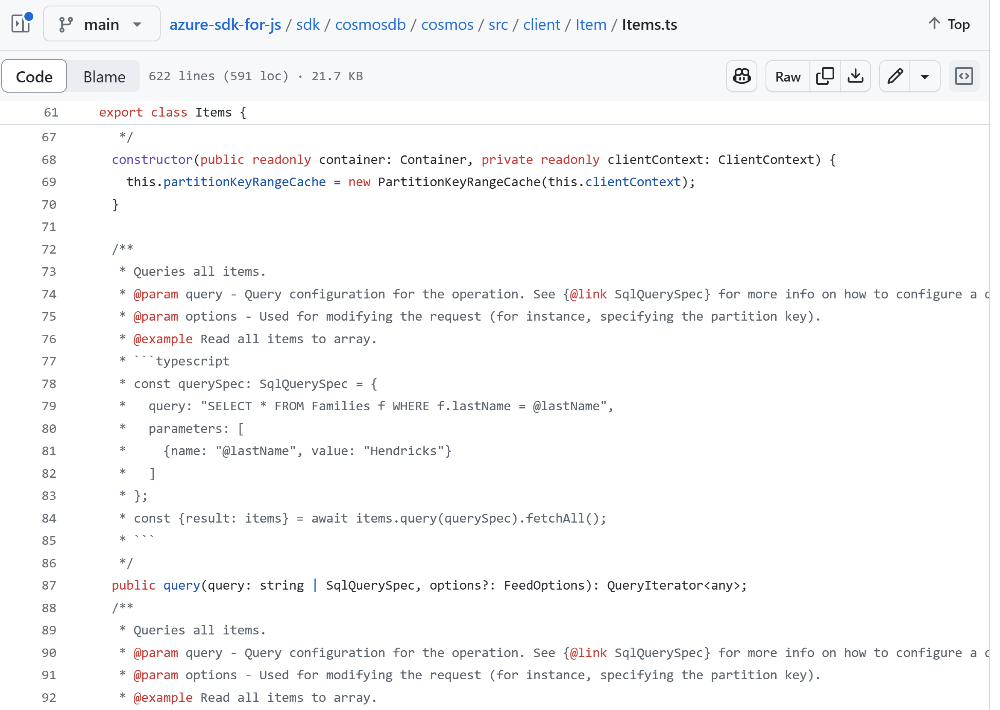 main
azure-sdk-for-js / sdk / cosmosdb / cosmos / src / client / Item / Items.ts
Top
Code
Blame
622 lines (591 loc) · 21.7 KB
Raw
61 export class Items {
67 */
68 constructor(public readonly container: Container, private readonly clientContext: ClientContext) {
69 this.partitionKeyRangeCache = new PartitionKeyRangeCache(this.clientContext);
70 }
71
72 /**
73 * Queries all items.
74 * @param query - Query configuration for the operation. See {@link SqlQuerySpec} for more info on how to configure a
75 * @param options - Used for modifying the request (for instance, specifying the partition key).
76 * @example Read all items to array.
77 * ```typescript
78 * const querySpec: SqlQuerySpec = {
79 *   query: "SELECT * FROM Families f WHERE f.lastName = @lastName",
80 *   parameters: [
81 *     {name: "@lastName", value: "Hendricks"}
82 *   ]
83 * };
84 * const {result: items} = await items.query(querySpec).fetchAll();
85 * ```
86 */
87 public query(query: string | SqlQuerySpec, options?: FeedOptions): QueryIterator<any>;
88 /**
89 * Queries all items.
90 * @param query - Query configuration for the operation. See {@link SqlQuerySpec} for more info on how to configure a
91 * @param options - Used for modifying the request (for instance, specifying the partition key).
92 * @example Read all items to array.